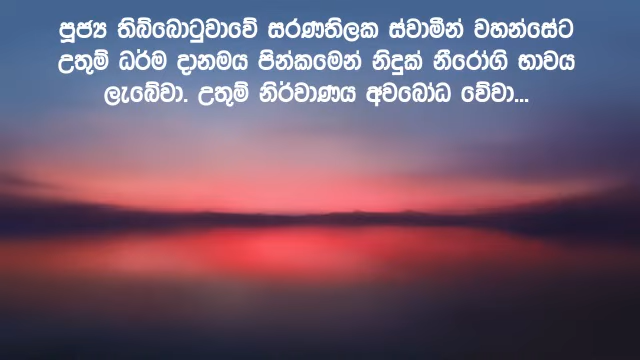 පූජ්‍ය තිබ්බොටුවාවේ සරණතිලක ස්වාමීන් වහන්සේට
උතුම් ධර්ම දානමය පින්කමෙන් නිදුක් නීරෝගි භාවය
ලැබේවා. උතුම් නිර්වාණය අවබෝධ වේවා...